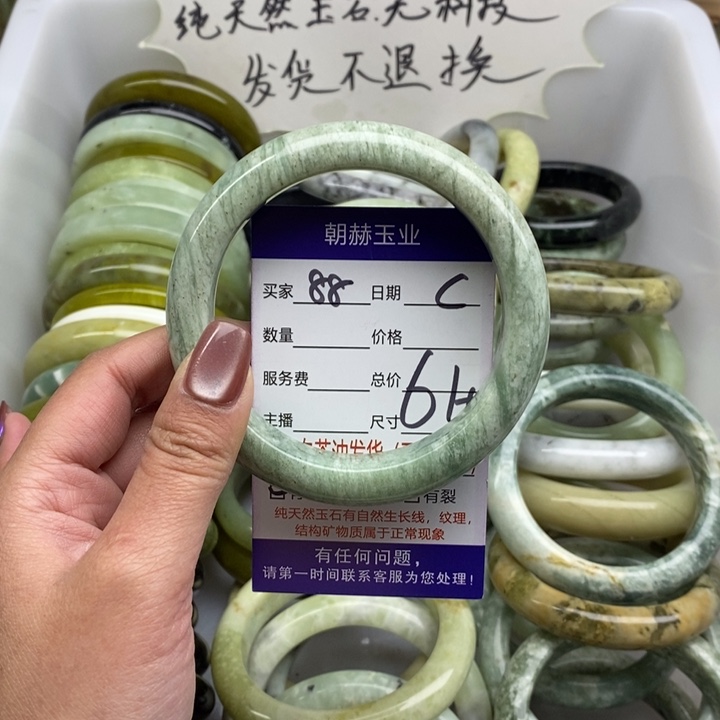 纯天然玉石.无科技
发货不退换
朝赫玉业
买家 88 日期 C
数量 价格
服务费 总价
主播 尺寸 61
有裂
纯天然玉石有自然生长线，纹理，
结构矿物质属于正常现象
有任何问题，
请第一时间联系客服为您处理！